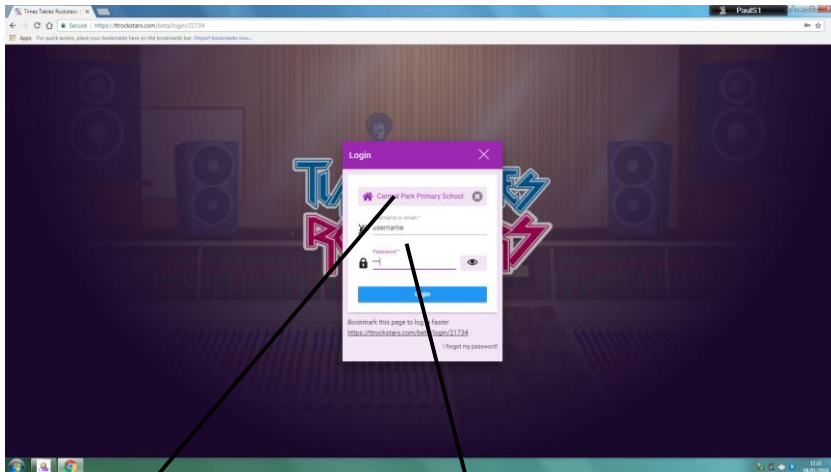 Times Tables Rockstars
PaulS1
Secure https://ttrockstars.com/beta/login/21734
Apps For quick access, place your bookmarks here on the bookmarks bar. Import bookmarks now...
Login
Central Park Primary School
username
Password *
Login
Bookmark this page to log in faster
https://ttrockstars.com/beta/login/21734
I forgot my password!